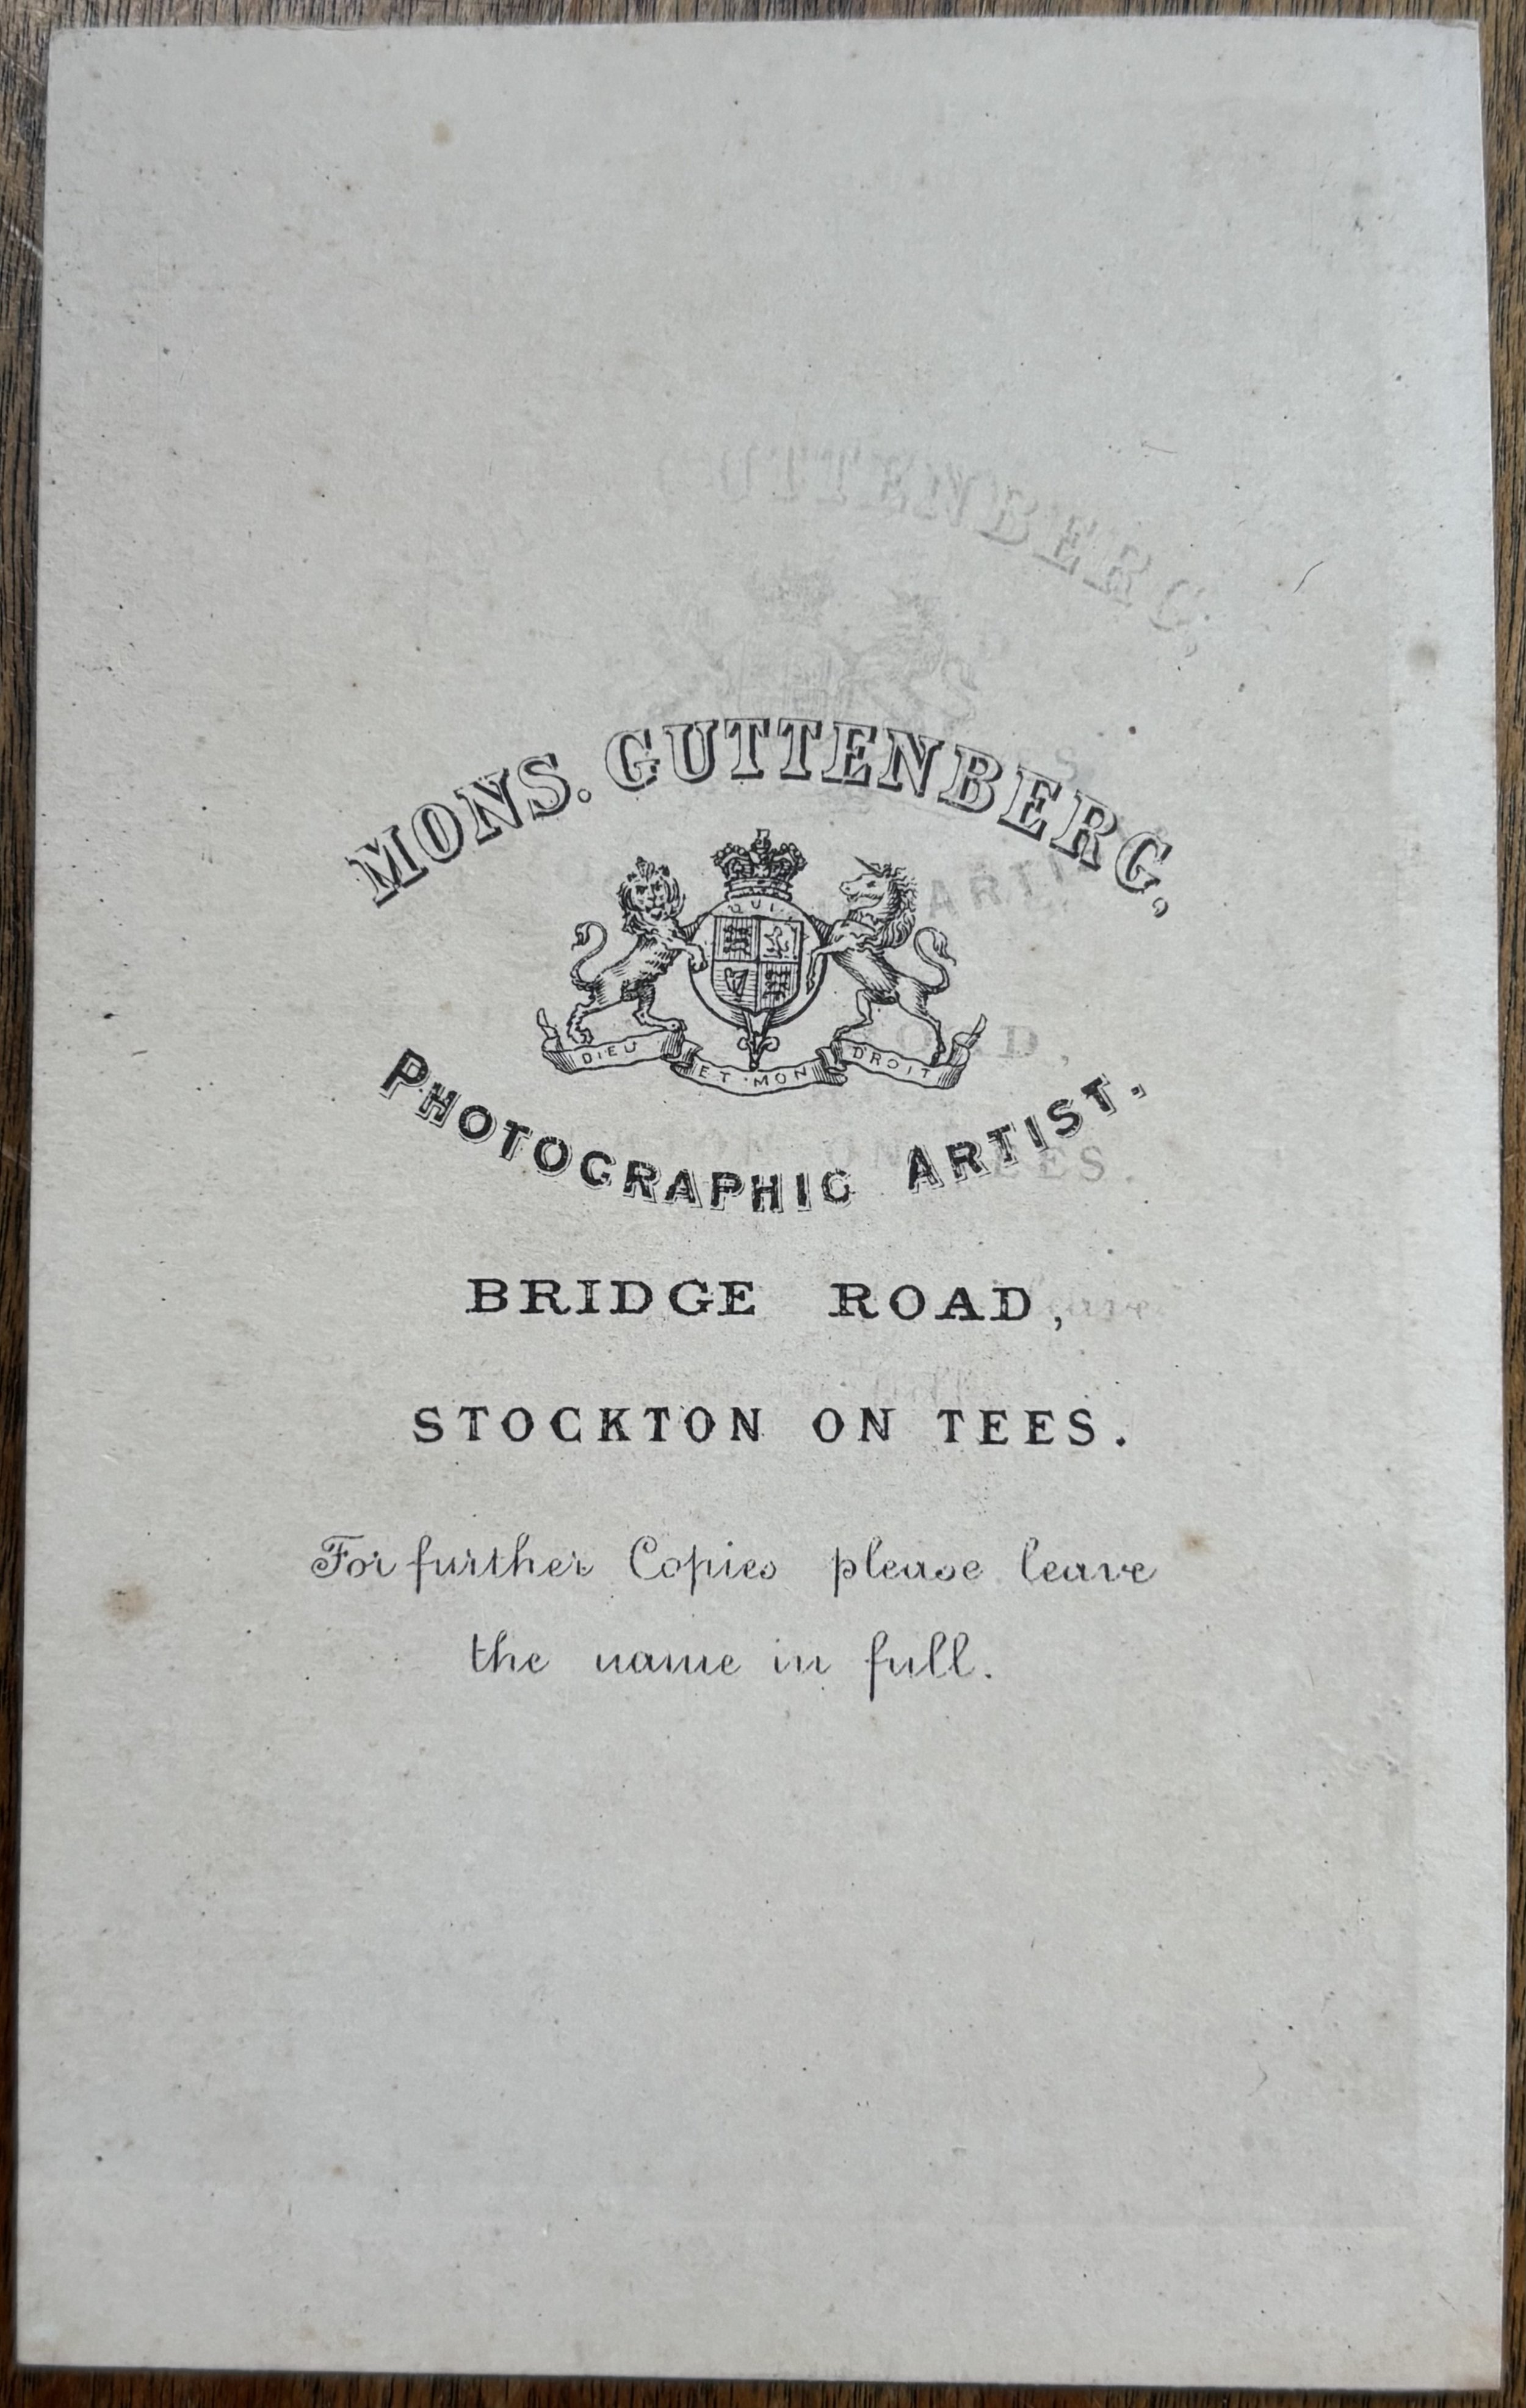 MONS. GUTTENBERG,
QUI
DIEU ET MON DROIT
PHOTOGRAPHIC ARTIST.
BRIDGE ROAD,
STOCKTON ON TEES.
For further Copies please leave
the name in full.